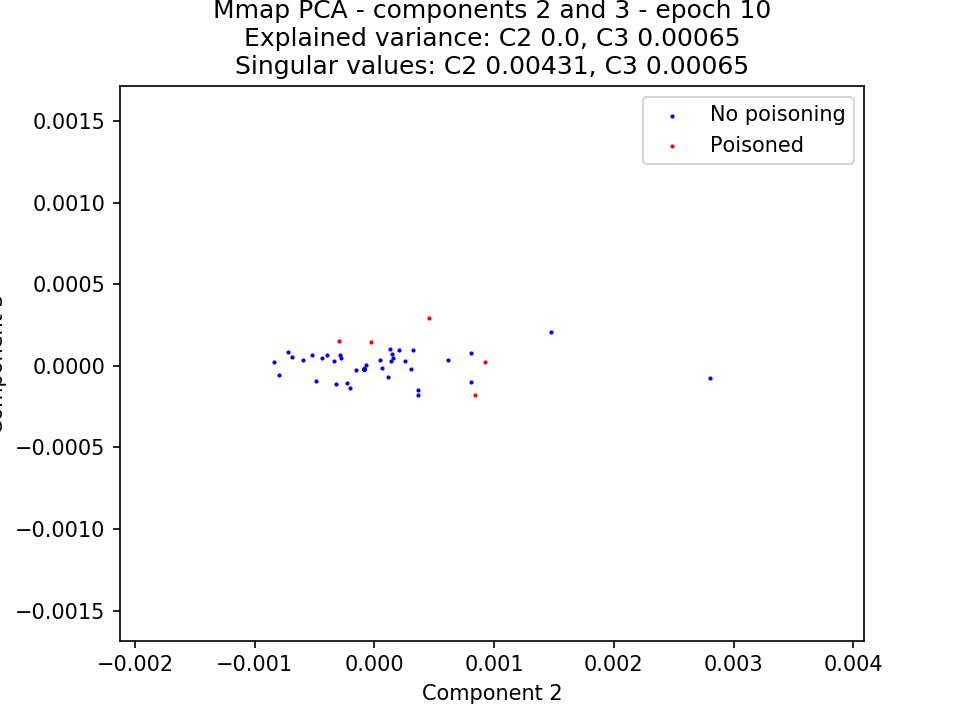 Mmap PCA - components 2 and 3 - epoch 10
Explained variance: C2 0.0, C3 0.00065
Singular values: C2 0.00431, C3 0.00065
No poisoning
Poisoned
0.0015
0.0010
0.0005
0.0000
−0.0005
−0.0010
−0.0015
−0.002
−0.001
0.000
0.001
0.002
0.003
0.004
Component 2